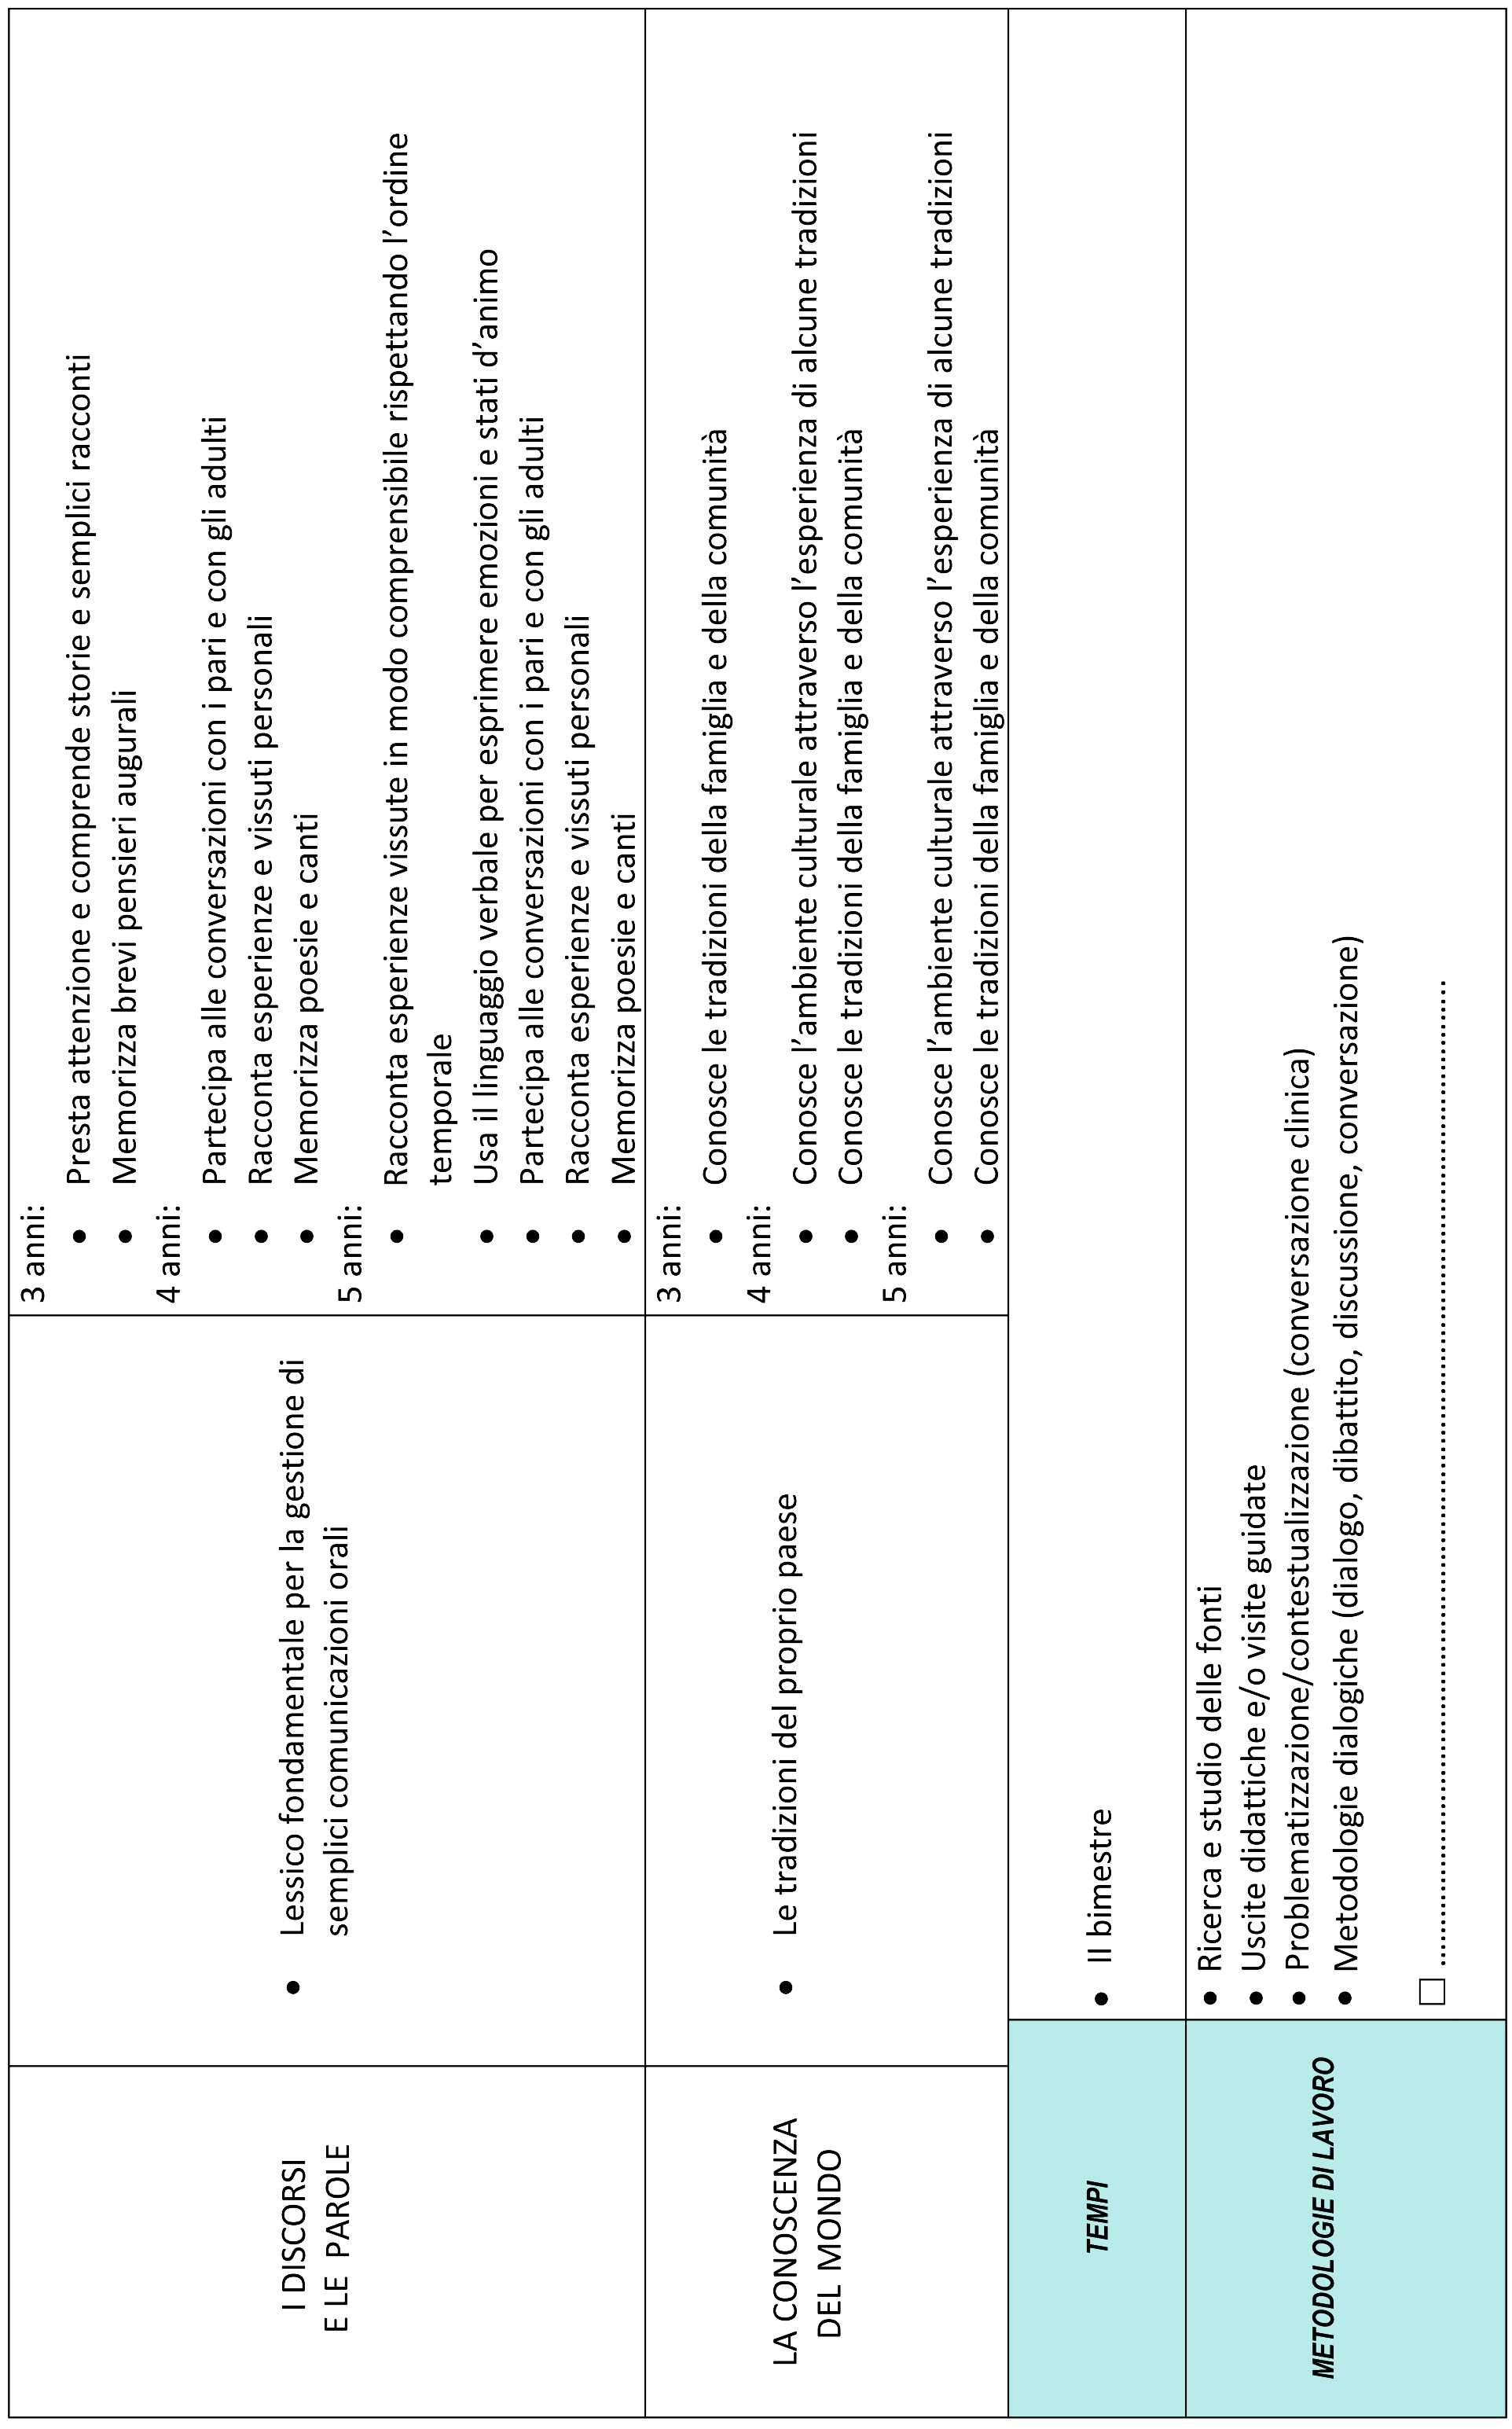 I DISCORSI
E LE PAROLE
• Lessico fondamentale per la gestione di
semplici comunicazioni orali
3 anni:
• Presta attenzione e comprende storie e semplici racconti
• Memorizza brevi pensieri augurali
4 anni:
• Partecipa alle conversazioni con i pari e con gli adulti
• Racconta esperienze e vissuti personali
• Memorizza poesie e canti
5 anni:
• Racconta esperienze vissute in modo comprensibile rispettando l’ordine
temporale
• Usa il linguaggio verbale per esprimere emozioni e stati d’animo
• Partecipa alle conversazioni con i pari e con gli adulti
• Racconta esperienze e vissuti personali
• Memorizza poesie e canti
LA CONOSCENZA
DEL MONDO
• Le tradizioni del proprio paese
3 anni:
• Conosce le tradizioni della famiglia e della comunità
4 anni:
• Conosce l’ambiente culturale attraverso l’esperienza di alcune tradizioni
• Conosce le tradizioni della famiglia e della comunità
5 anni:
• Conosce l’ambiente culturale attraverso l’esperienza di alcune tradizioni
• Conosce le tradizioni della famiglia e della comunità
TEMPI
• II bimestre
METODOLOGIE DI LAVORO
• Ricerca e studio delle fonti
• Uscite didattiche e/o visite guidate
• Problematizzazione/contestualizzazione (conversazione clinica)
• Metodologie dialogiche (dialogo, dibattito, discussione, conversazione)
□ ........................................................................